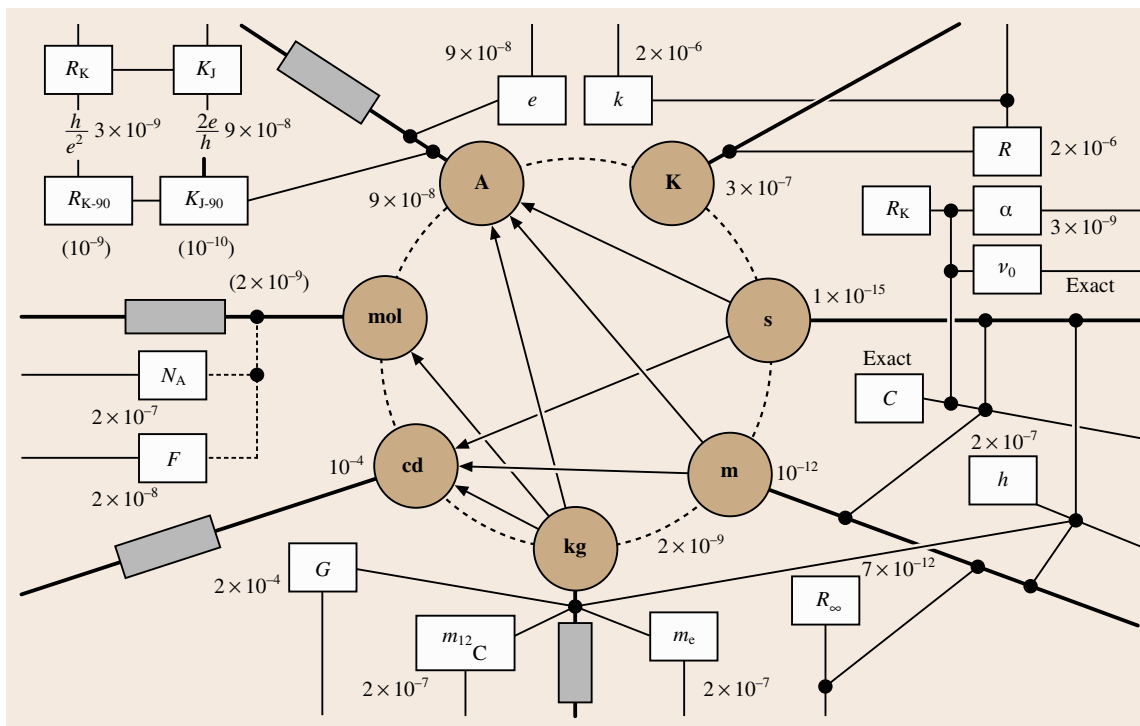 R_K
K_J
h/e² 3 × 10⁻⁹
2e/h 9 × 10⁻⁸
R_K-90
K_J-90
(10⁻⁹)
(10⁻¹⁰)
9 × 10⁻⁸
e
2 × 10⁻⁶
k
R
2 × 10⁻⁶
A
9 × 10⁻⁸
K
3 × 10⁻⁷
R_K
α
3 × 10⁻⁹
ν₀
Exact
(2 × 10⁻⁹)
mol
s
1 × 10⁻¹⁵
N_A
2 × 10⁻⁷
F
2 × 10⁻⁸
Exact
C
2 × 10⁻⁷
h
10⁻⁴
cd
m
10⁻¹²
kg
2 × 10⁻⁹
G
2 × 10⁻⁴
7 × 10⁻¹²
R_∞
m₁₂C
2 × 10⁻⁷
m_e
2 × 10⁻⁷